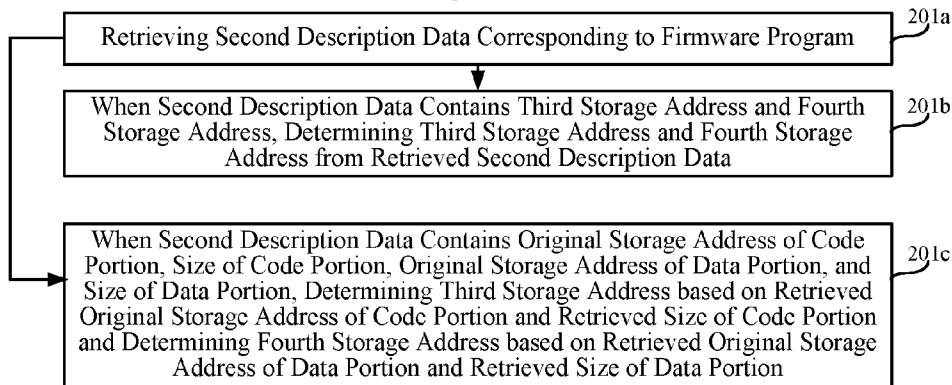 201a
Retrieving Second Description Data Corresponding to Firmware Program
201b
When Second Description Data Contains Third Storage Address and Fourth
Storage Address, Determining Third Storage Address and Fourth Storage
Address from Retrieved Second Description Data
201c
When Second Description Data Contains Original Storage Address of Code
Portion, Size of Code Portion, Original Storage Address of Data Portion, and
Size of Data Portion, Determining Third Storage Address based on Retrieved
Original Storage Address of Code Portion and Retrieved Size of Code Portion
and Determining Fourth Storage Address based on Retrieved Original Storage
Address of Data Portion and Retrieved Size of Data Portion